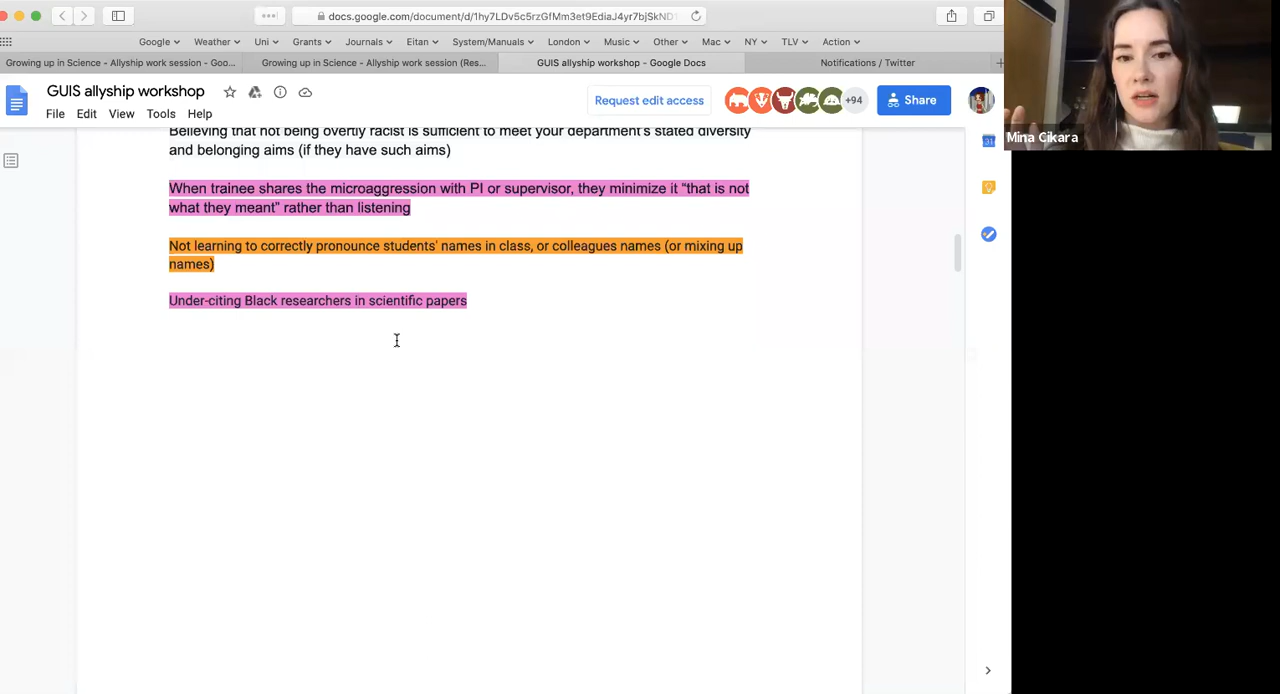 docs.google.com/document/d/1hy7LDv5c5rzGfMm3et9EdiaJ4yr7bjSkND
Google Weather Uni Grants Journals Eitan System/Manuals London Music Other Mac NY TLV Action
Growing up in Science - Allyship work session - Goo... Growing up in Science - Allyship work session (Res... GUIS allyship workshop - Google Docs Notifications / Twitter
GUIS allyship workshop
File Edit View Tools Help
Request edit access
+94
Share
Mina Cikara
31
Believing that not being overtly racist is sufficient to meet your department's stated diversity
and belonging aims (if they have such aims)
When trainee shares the microaggression with PI or supervisor, they minimize it “that is not
what they meant” rather than listening
Not learning to correctly pronounce students' names in class, or colleagues names (or mixing up
names)
Under-citing Black researchers in scientific papers